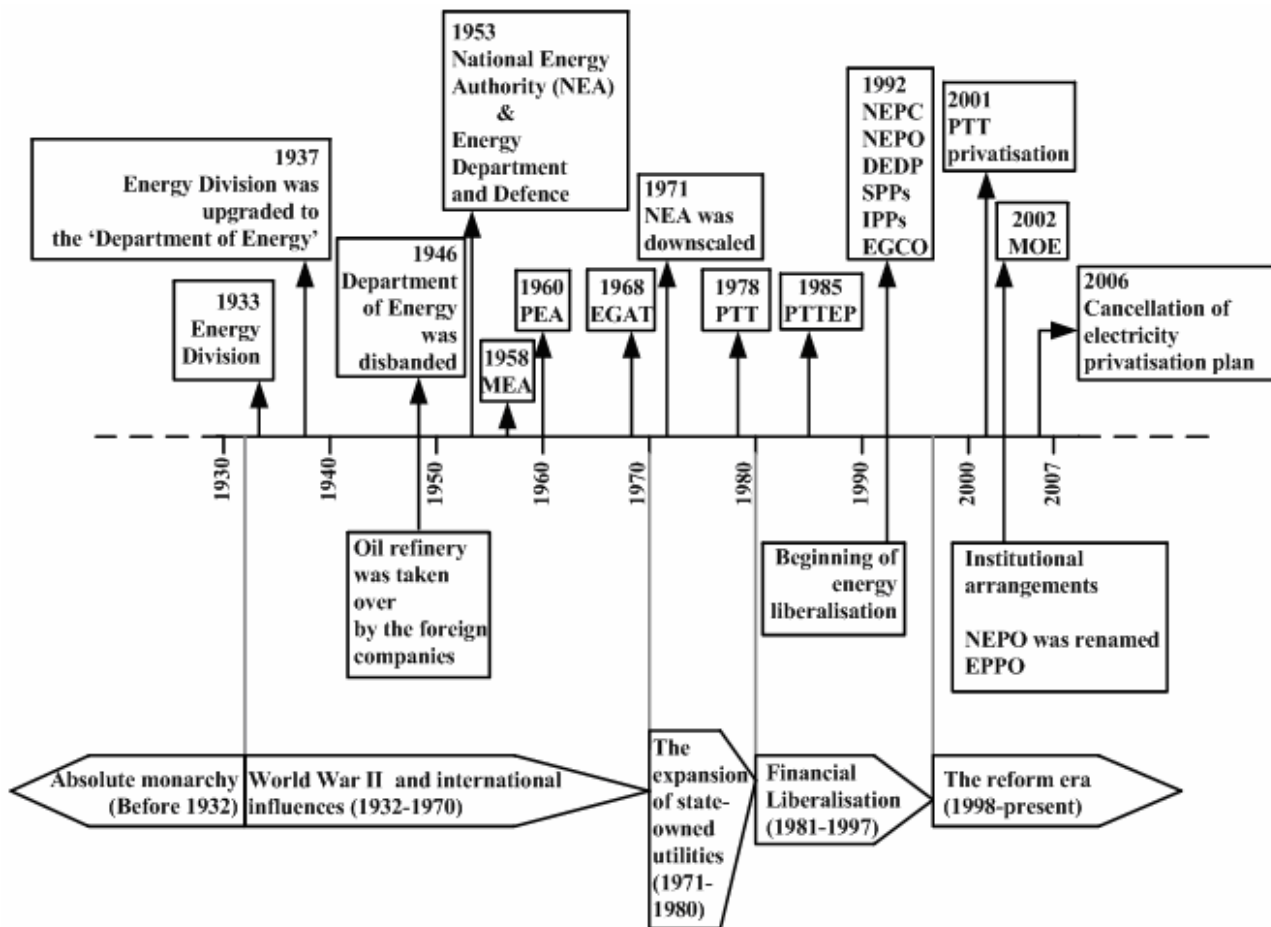 1953
National Energy
Authority (NEA)
&
Energy
Department
and Defence
1937
Energy Division was
upgraded to
the ‘Department of Energy’
1933
Energy
Division
1946
Department
of Energy
was
disbanded
1958
MEA
1960
PEA
1968
EGAT
1971
NEA was
downscaled
1978
PTT
1985
PTTEP
1992
NEPC
NEPO
DEDP
SPPs
IPPs
EGCO
2001
PTT
privatisation
2002
MOE
2006
Cancellation of
electricity
privatisation plan
1930
1940
1950
1960
1970
1980
1990
2000
2007
Oil refinery
was taken
over
by the foreign
companies
Beginning of
energy
liberalisation
Institutional
arrangements
NEPO was renamed
EPPO
Absolute monarchy
(Before 1932)
World War II and international
influences (1932-1970)
The
expansion
of state-
owned
utilities
(1971-
1980)
Financial
Liberalisation
(1981-1997)
The reform era
(1998-present)